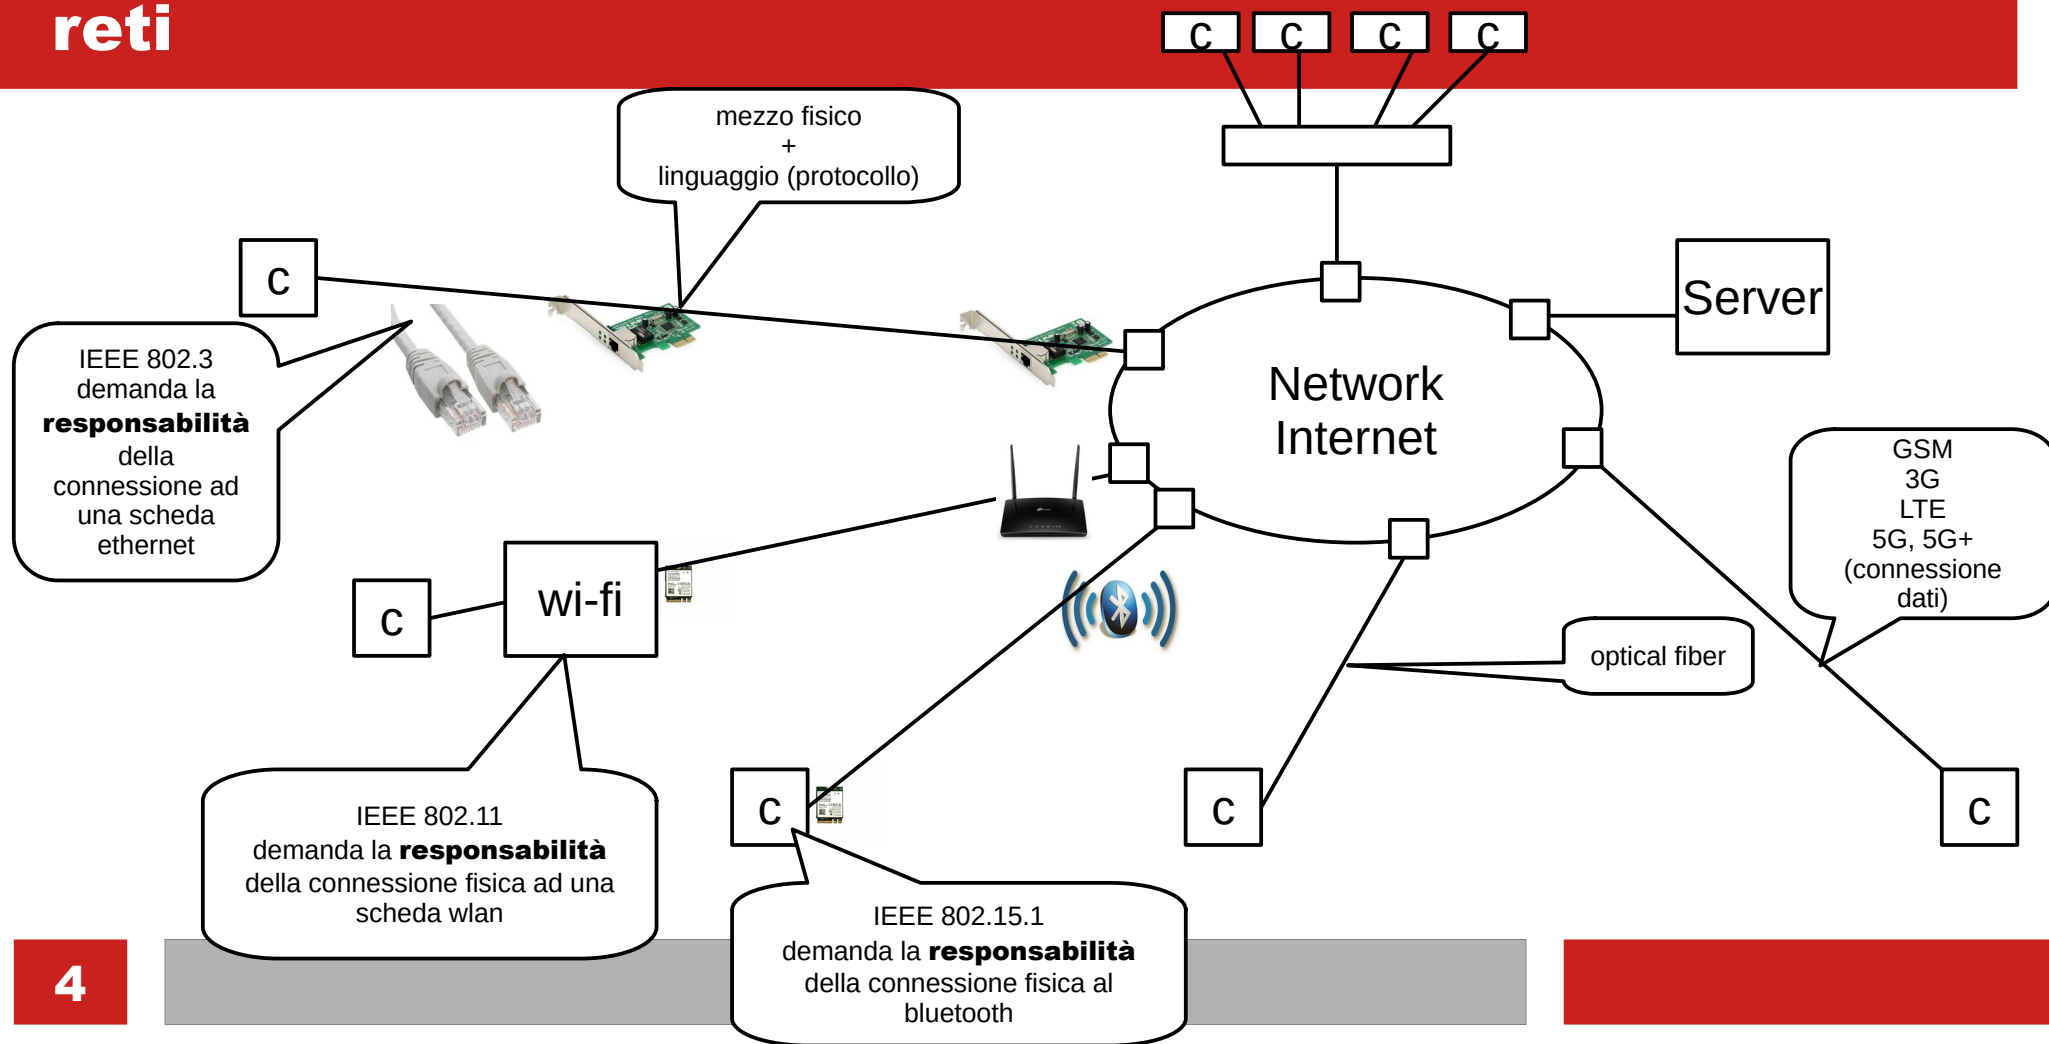 reti
c c c c
mezzo fisico
+
linguaggio (protocollo)
c
Server
IEEE 802.3
demanda la
responsabilità
della
connessione ad
una scheda
ethernet
Network
Internet
GSM
3G
LTE
5G, 5G+
(connessione
dati)
wi-fi
c
optical fiber
IEEE 802.11
demanda la responsabilità
della connessione fisica ad una
scheda wlan
c
c
c
IEEE 802.15.1
demanda la responsabilità
della connessione fisica al
bluetooth
4